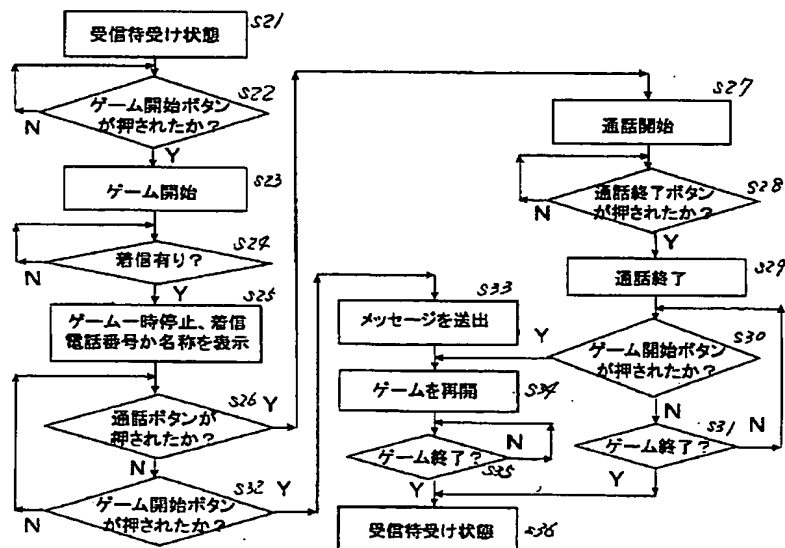 受信待受け状態
S21
ゲーム開始ボタン
が押されたか?
S22
N
Y
ゲーム開始
S23
着信有り?
S24
N
Y
S25
ゲーム一時停止、着信
電話番号か名称を表示
通話ボタンが
押されたか?
S26
Y
N
ゲーム開始ボタン
が押されたか?
S32
Y
N
S27
通話開始
通話終了ボタン
が押されたか?
S28
N
Y
通話終了
S29
ゲーム開始ボタン
が押されたか?
S30
Y
N
ゲーム終了?
S31
N
Y
S33
メッセージを送出
ゲームを再開
S34
ゲーム終了?
S35
N
Y
受信待受け状態
S36